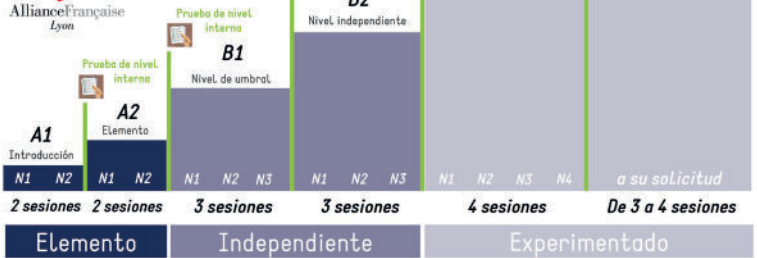 AllianceFrançaise
Lyon
Prueba de nivel
interno
Prueba de nivel
interno
A1
Introducción
A2
Elemento
B1
Nivel de umbral
B2
Nivel independiente
N1 N2 N1 N2 N1 N2 N3 N1 N2 N3 N1 N2 N3 N4 a su solicitud
2 sesiones 2 sesiones 3 sesiones 3 sesiones 4 sesiones De 3 a 4 sesiones
Elemento Independiente Experimentado